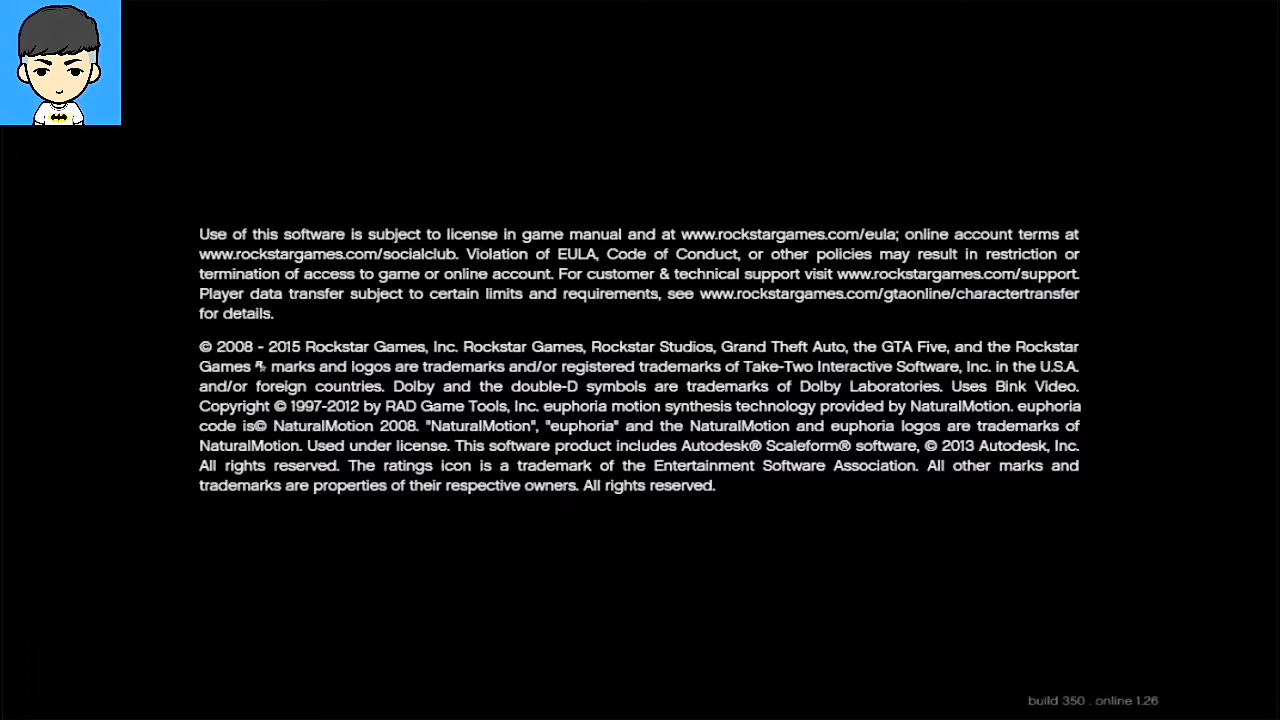 Use of this software is subject to license in game manual and at www.rockstargames.com/eula; online account terms at
www.rockstargames.com/socialclub. Violation of EULA, Code of Conduct, or other policies may result in restriction or
termination of access to game or online account. For customer & technical support visit www.rockstargames.com/support.
Player data transfer subject to certain limits and requirements, see www.rockstargames.com/gtaonline/charactertransfer
for details.
© 2008 - 2015 Rockstar Games, Inc. Rockstar Games, Rockstar Studios, Grand Theft Auto, the GTA Five, and the Rockstar
Games marks and logos are trademarks and/or registered trademarks of Take-Two Interactive Software, Inc. in the U.S.A.
and/or foreign countries. Dolby and the double-D symbols are trademarks of Dolby Laboratories. Uses Bink Video.
Copyright © 1997-2012 by RAD Game Tools, Inc. euphoria motion synthesis technology provided by NaturalMotion. euphoria
code is© NaturalMotion 2008. "NaturalMotion", "euphoria" and the NaturalMotion and euphoria logos are trademarks of
NaturalMotion. Used under license. This software product includes Autodesk® Scaleform® software, © 2013 Autodesk, Inc.
All rights reserved. The ratings icon is a trademark of the Entertainment Software Association. All other marks and
trademarks are properties of their respective owners. All rights reserved.
build 350 . online 1.26